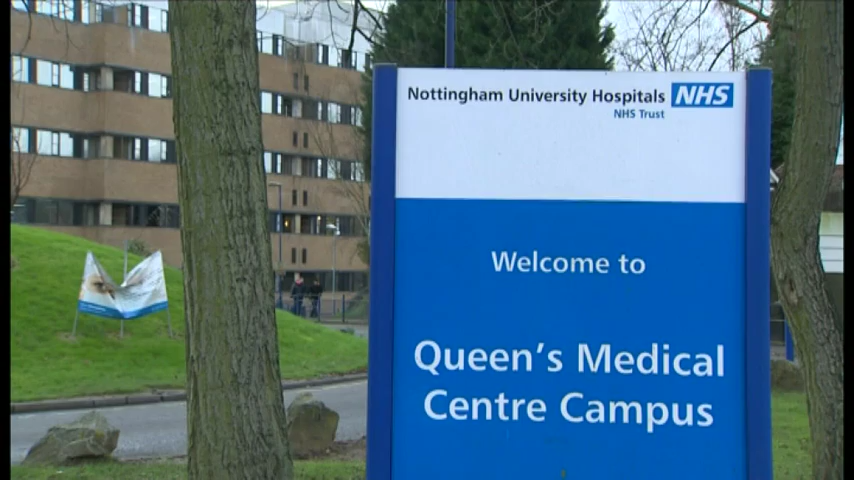 Nottingham University Hospitals NHS
NHS Trust
Welcome to
Queen's Medical
Centre Campus